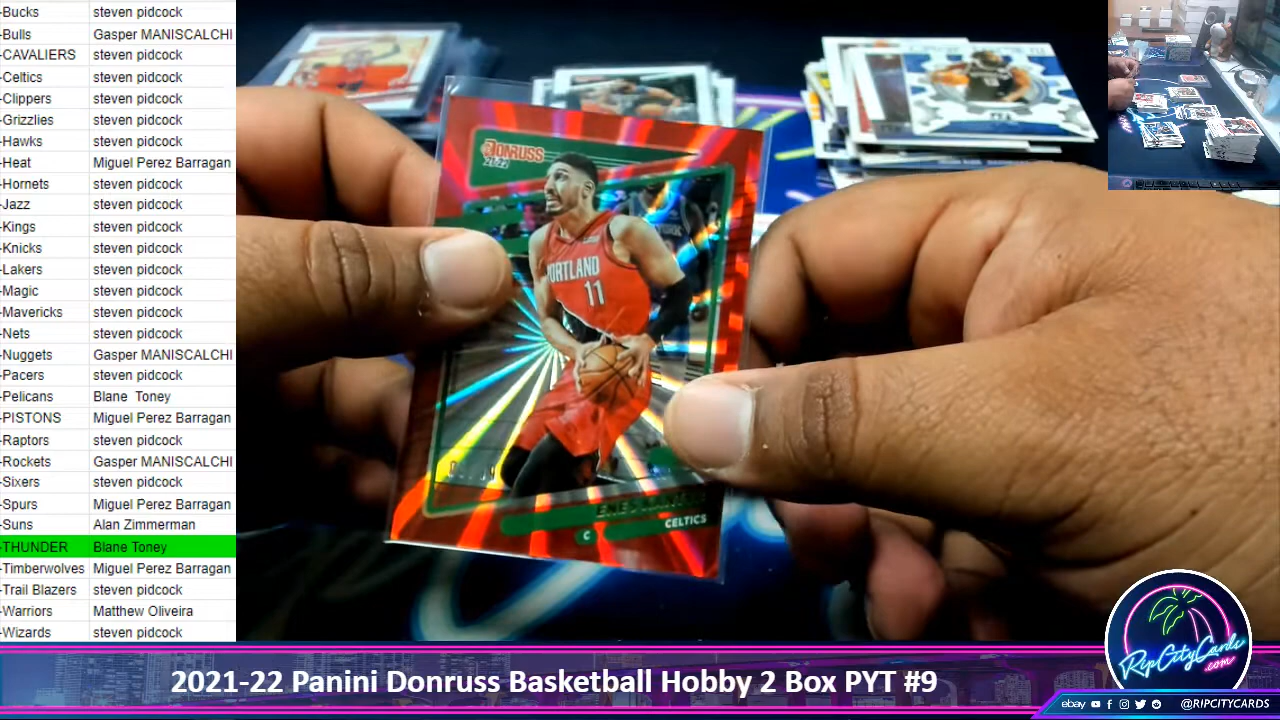 -Bucks steven pidcock
-Bulls Gasper MANISCALCHI
-CAVALIERS steven pidcock
-Celtics steven pidcock
-Clippers steven pidcock
-Grizzlies steven pidcock
-Hawks steven pidcock
-Heat Miguel Perez Barragan
-Hornets steven pidcock
-Jazz steven pidcock
-Kings steven pidcock
-Knicks steven pidcock
-Lakers steven pidcock
-Magic steven pidcock
-Mavericks steven pidcock
-Nets steven pidcock
-Nuggets Gasper MANISCALCHI
-Pacers steven pidcock
-Pelicans Blane Toney
-PISTONS Miguel Perez Barragan
-Raptors steven pidcock
-Rockets Gasper MANISCALCHI
-Sixers steven pidcock
-Spurs Miguel Perez Barragan
-Suns Alan Zimmerman
-THUNDER Blane Toney
-Timberwolves Miguel Perez Barragan
-Trail Blazers steven pidcock
-Warriors Matthew Oliveira
-Wizards steven pidcock
DONRUSS
21-22
PORTLAND
11
CELTICS
C
RipCityCards
.com
2021-22 Panini Donruss Basketball Hobby 2 Box PYT #9
ebay @RIPCITYCARDS